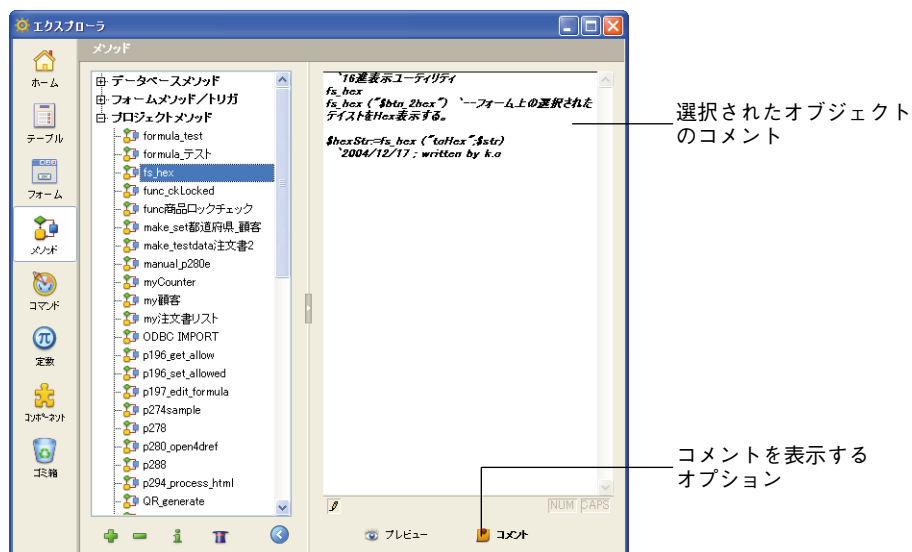 エクスプローラ
メソッド
ホーム
テーブル
フォーム
メソッド
コマンド
定数
コンポーネント
ゴミ箱
データベースメソッド
フォームメソッド/トリガ
プロジェクトメソッド
formula_test
formula_テスト
fs_hex
func_ckLocked
func商品ロックチェック
make_set都道府県_顧客
make_testdata注文書2
manual_p280e
myCounter
my顧客
my注文書リスト
ODBC IMPORT
p196_get_allow
p196_set_allowed
p197_edit_formula
p274sample
p278
p280_open4dref
p288
p294_process_html
QR_generate
`16進表示ユーティリティ
fs_hex
fs_hex ("$btn_2hex") `--フォーム上の選択された
テイストをHex表示する。
$hexStr:=fs_hex ("toHex";$str)
`2004/12/17 ; written by k.o
NUM CAPS
プレビュー
コメント
選択されたオブジェクト
のコメント
コメントを表示する
オプション